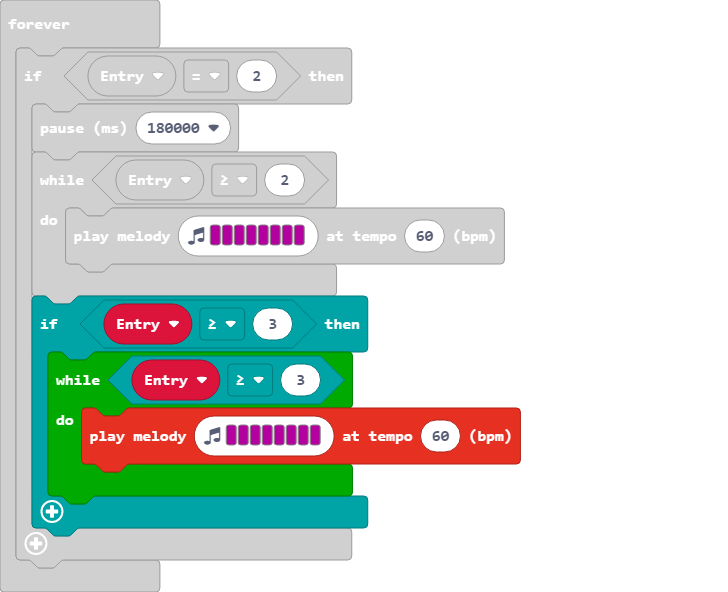 forever
if Entry = 2 then
pause (ms) 180000
while Entry ≥ 2
do play melody at tempo 60 (bpm)
if Entry ≥ 3 then
while Entry ≥ 3
do play melody at tempo 60 (bpm)